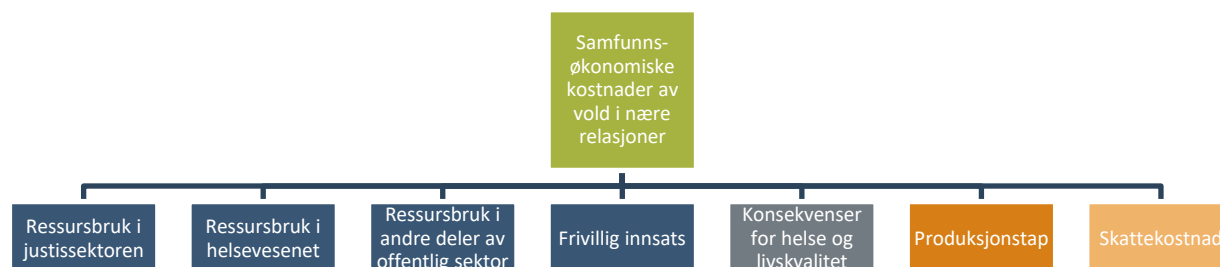 Samfunns-
økonomiske
kostnader av
vold i nære
relasjoner
Ressursbruk i
justissektoren
Ressursbruk i
helsevesenet
Ressursbruk i
andre deler av
offentlig sektor
Frivillig innsats
Konsekvenser
for helse og
livskvalitet
Produksjonstap
Skattekostnad